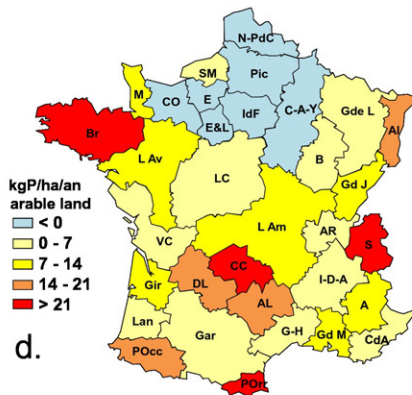 N-PdC
SM
Pic
M
CO
E
IdF
C-A-Y
Gde L
Al
E&L
Br
B
L Av
kgP/ha/an
arable land
LC
Gd J
< 0
0 - 7
7 - 14
14 - 21
> 21
L Am
VC
AR
S
CC
I-D-A
Gir
DL
AL
A
Lan
Gar
G-H
Gd M
CdA
d.
POcc
POr